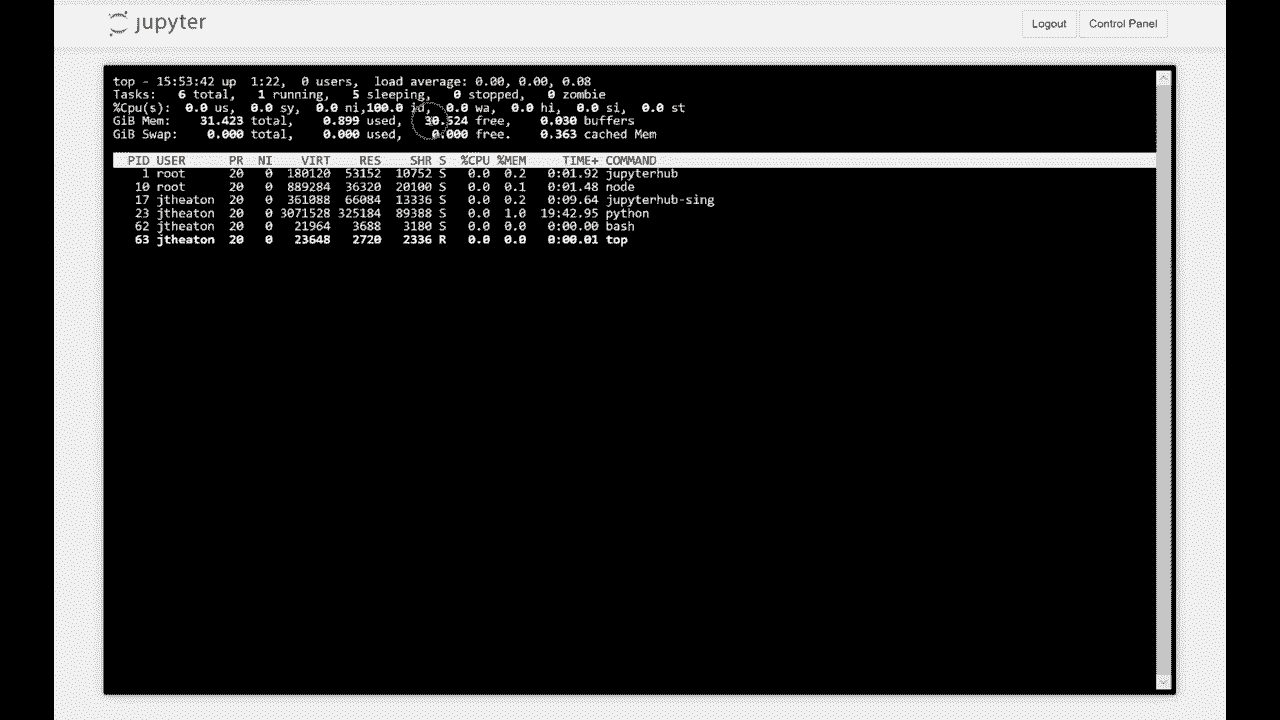 jupyter
Logout Control Panel
top - 15:53:42 up 1:22, 0 users, load average: 0.00, 0.00, 0.08
Tasks: 6 total, 1 running, 5 sleeping, 0 stopped, 0 zombie
%Cpu(s): 0.0 us, 0.0 sy, 0.0 ni,100.0 id, 0.0 wa, 0.0 hi, 0.0 si, 0.0 st
GiB Mem: 31.423 total, 0.899 used, 30.524 free, 0.030 buffers
GiB Swap: 0.000 total, 0.000 used, 0.000 free. 0.363 cached Mem
PID USER PR NI VIRT RES SHR S %CPU %MEM TIME+ COMMAND
1 root 20 0 180120 53152 10752 S 0.0 0.2 0:01.92 jupyterhub
10 root 20 0 889284 36320 20100 S 0.0 0.1 0:01.48 node
17 jtheaton 20 0 361088 66084 13336 S 0.0 0.2 0:09.64 jupyterhub-sing
23 jtheaton 20 0 3071528 325184 89388 S 0.0 1.0 19:42.95 python
62 jtheaton 20 0 21964 3688 3180 S 0.0 0.0 0:00.00 bash
63 jtheaton 20 0 23648 2720 2336 R 0.0 0.0 0:00.01 top